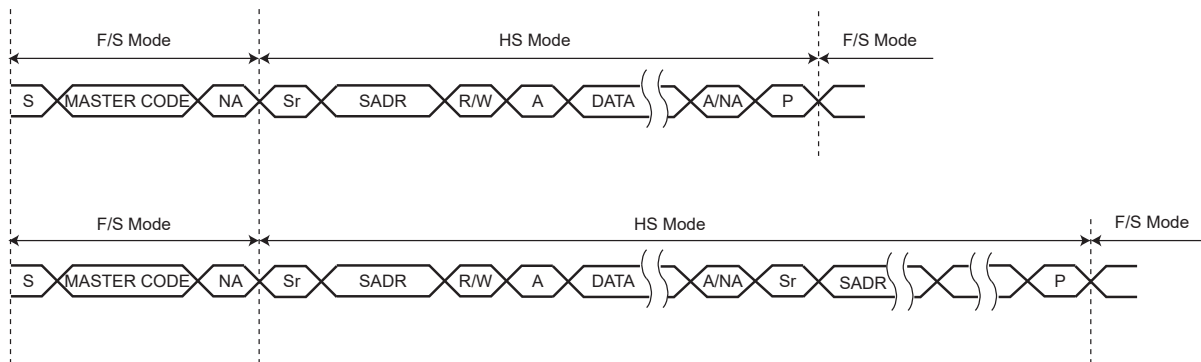 F/S Mode HS Mode F/S Mode
S MASTER CODE NA Sr SADR R/W A DATA A/NA P
F/S Mode HS Mode F/S Mode
S MASTER CODE NA Sr SADR R/W A DATA A/NA Sr SADR P